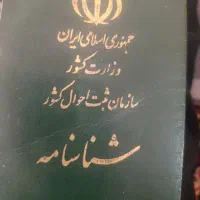 جمهوری اسلامی ایران
وزارت کشور
سازمان ثبت احوال کشور
شناسنامه